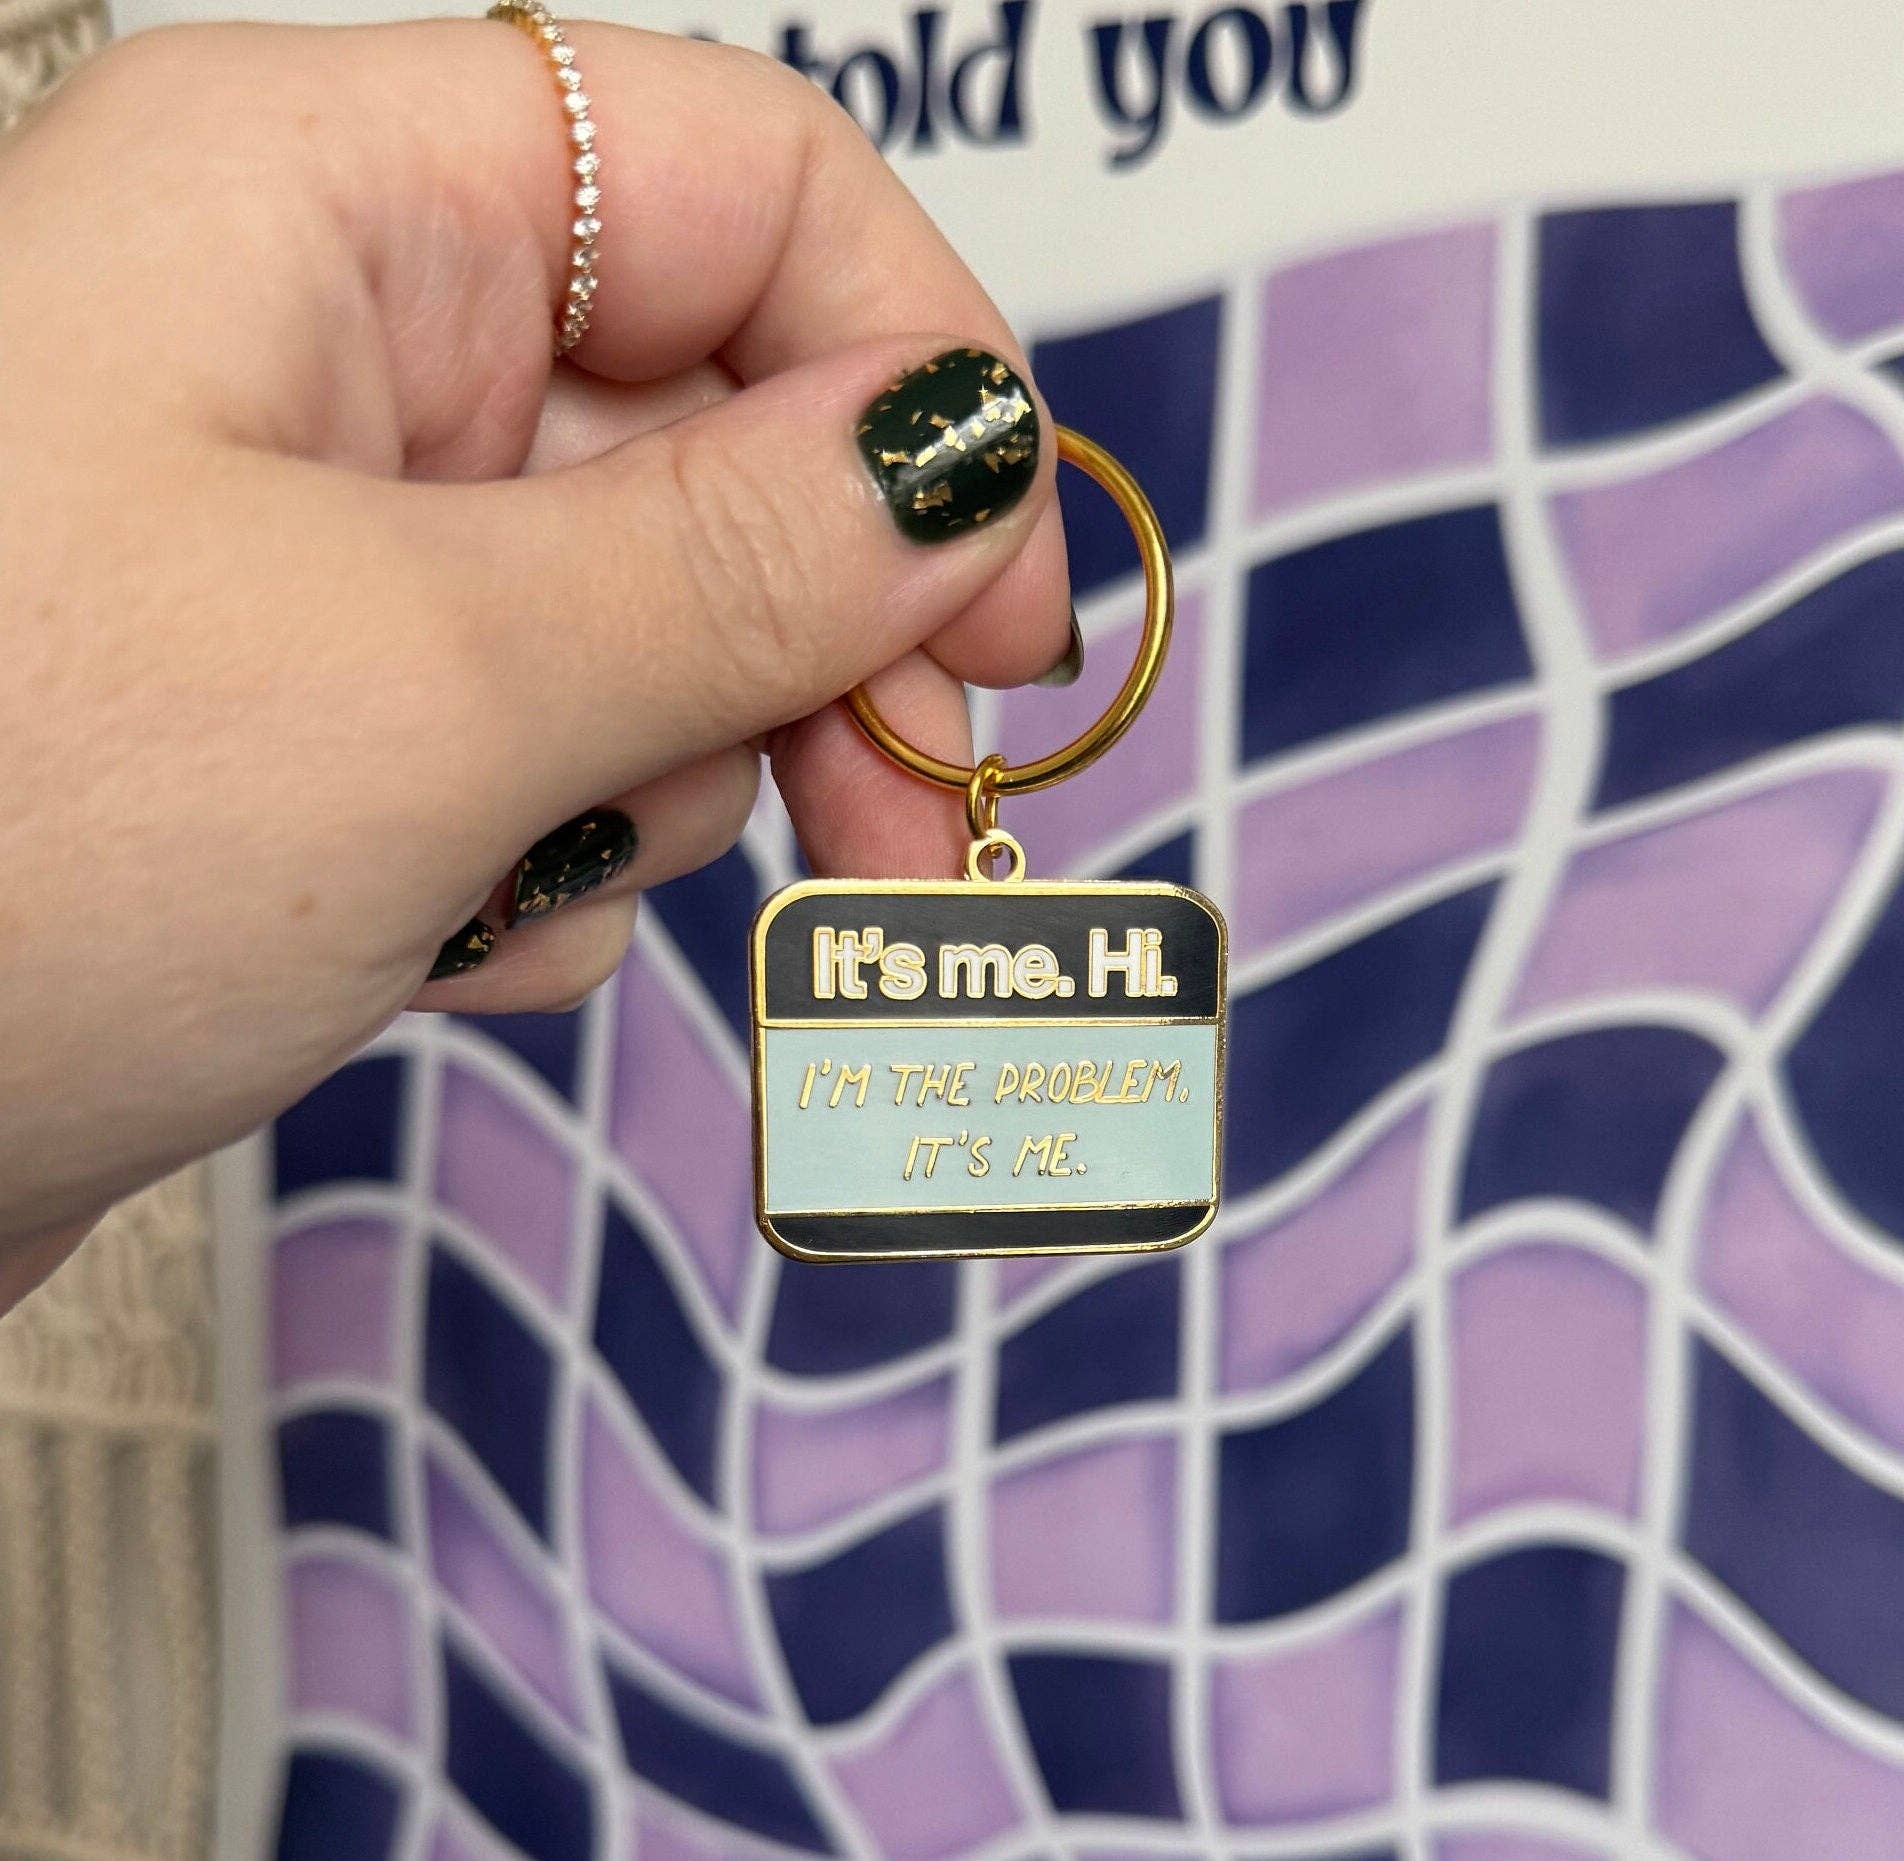 told you
It's me. Hi.
I'M THE PROBLEM.
IT'S ME.